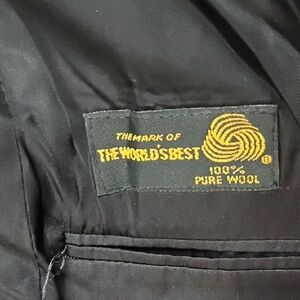 THE MARK OF
THE WORLD'S BEST
100%
PURE WOOL